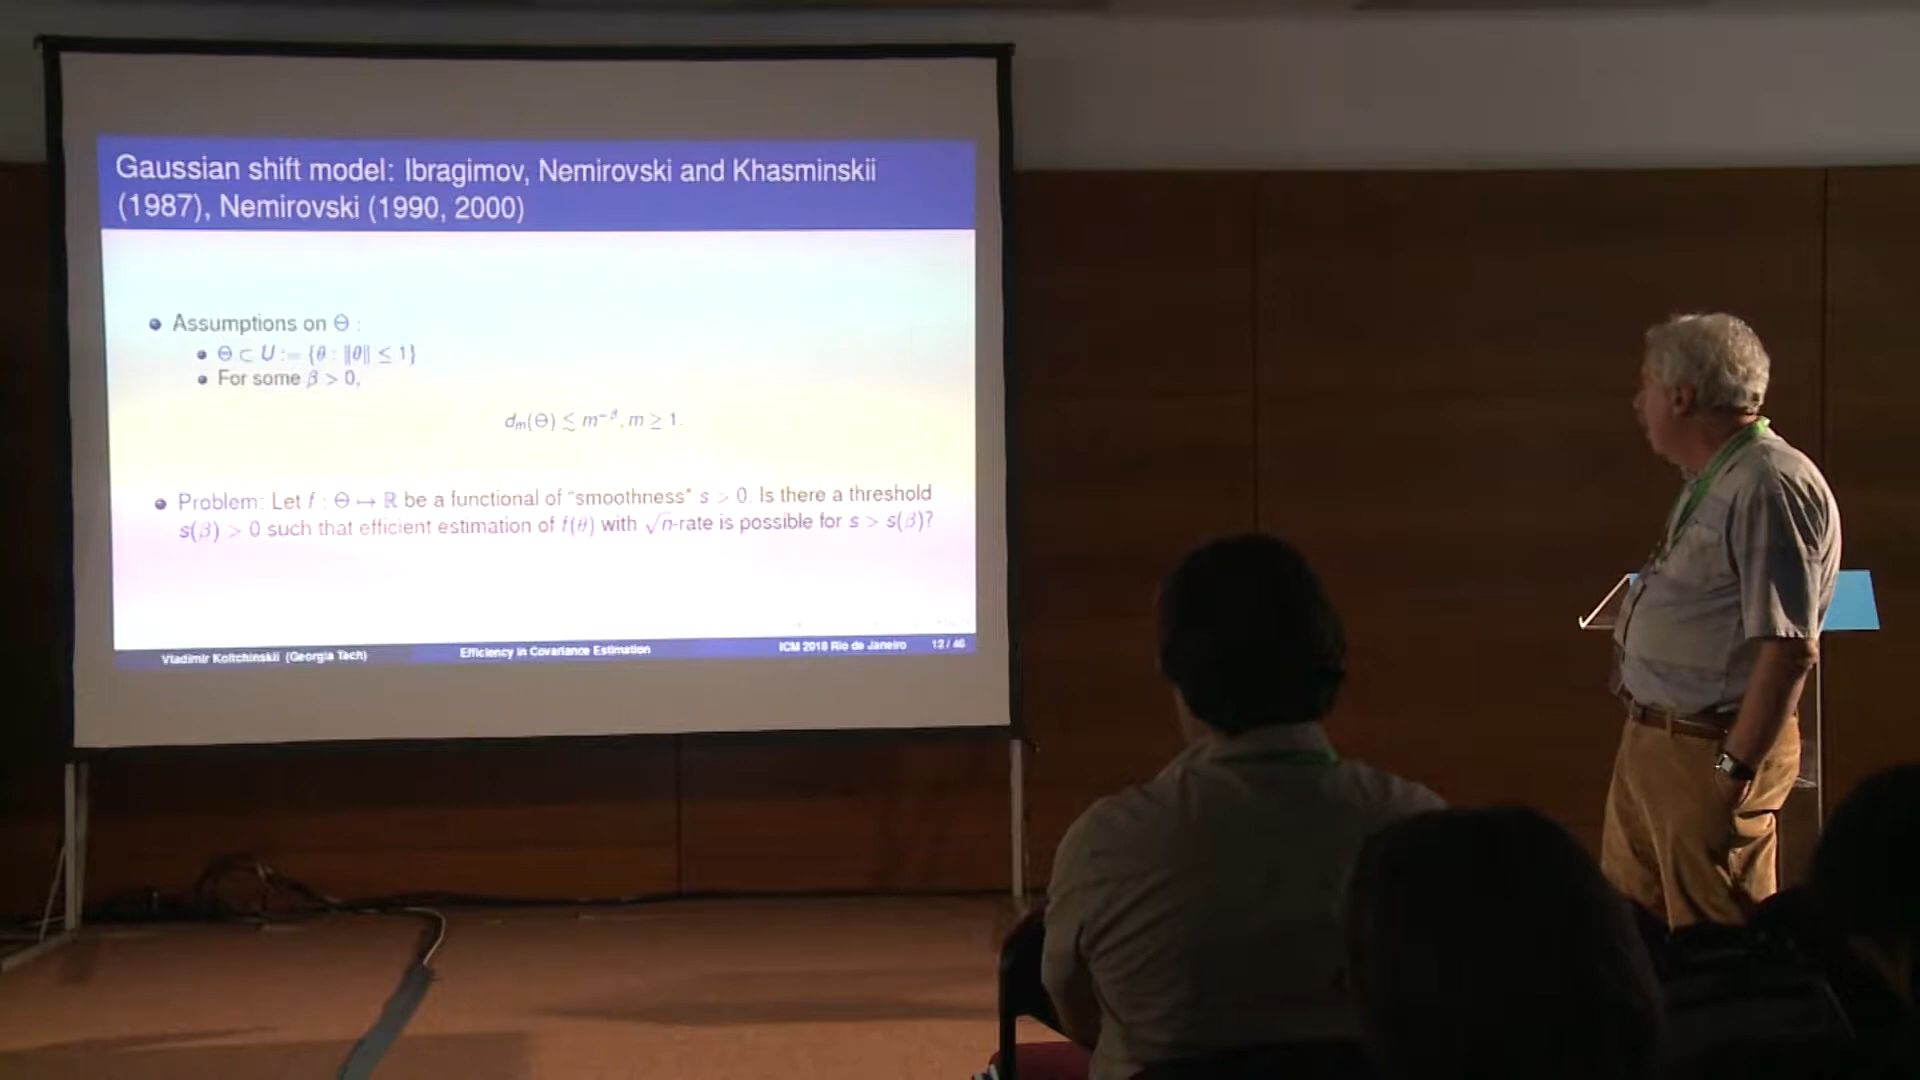 Gaussian shift model: Ibragimov, Nemirovski and Khasminskii
(1987), Nemirovski (1990, 2000)
Assumptions on Θ :
Θ ⊂ U := {θ : ‖θ‖ ≤ 1}
For some β > 0,
dₘ(Θ) ≲ m⁻ᵝ, m ≥ 1.
Problem: Let f : Θ ↦ ℝ be a functional of "smoothness" s > 0. Is there a threshold
s(β) > 0 such that efficient estimation of f(θ) with √n-rate is possible for s > s(β)?
Vladimir Koltchinskii (Georgia Tech) Efficiency in Covariance Estimation ICM 2018 Rio de Janeiro 12 / 46